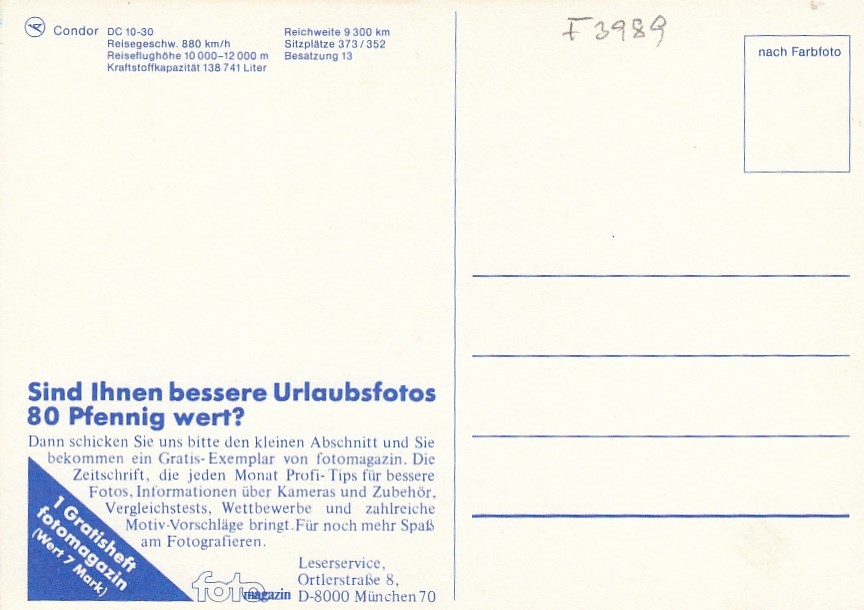 Condor DC 10-30
Reisegeschw. 880 km/h
Reiseflughöhe 10 000–12 000 m
Kraftstoffkapazität 138 741 Liter
Reichweite 9 300 km
Sitzplätze 373 / 352
Besatzung 13
F 3989
nach Farbfoto
Sind Ihnen bessere Urlaubsfotos
80 Pfennig wert?
Dann schicken Sie uns bitte den kleinen Abschnitt und Sie
bekommen ein Gratis-Exemplar von fotomagazin. Die
Zeitschrift, die jeden Monat Profi-Tips für bessere
Fotos, Informationen über Kameras und Zubehör,
Vergleichstests, Wettbewerbe und zahlreiche
Motiv-Vorschläge bringt. Für noch mehr Spaß
am Fotografieren.
1 Gratisheft
fotomagazin
(Wert 7 Mark)
foto magazin
Leserservice,
Ortlerstraße 8,
D-8000 München 70